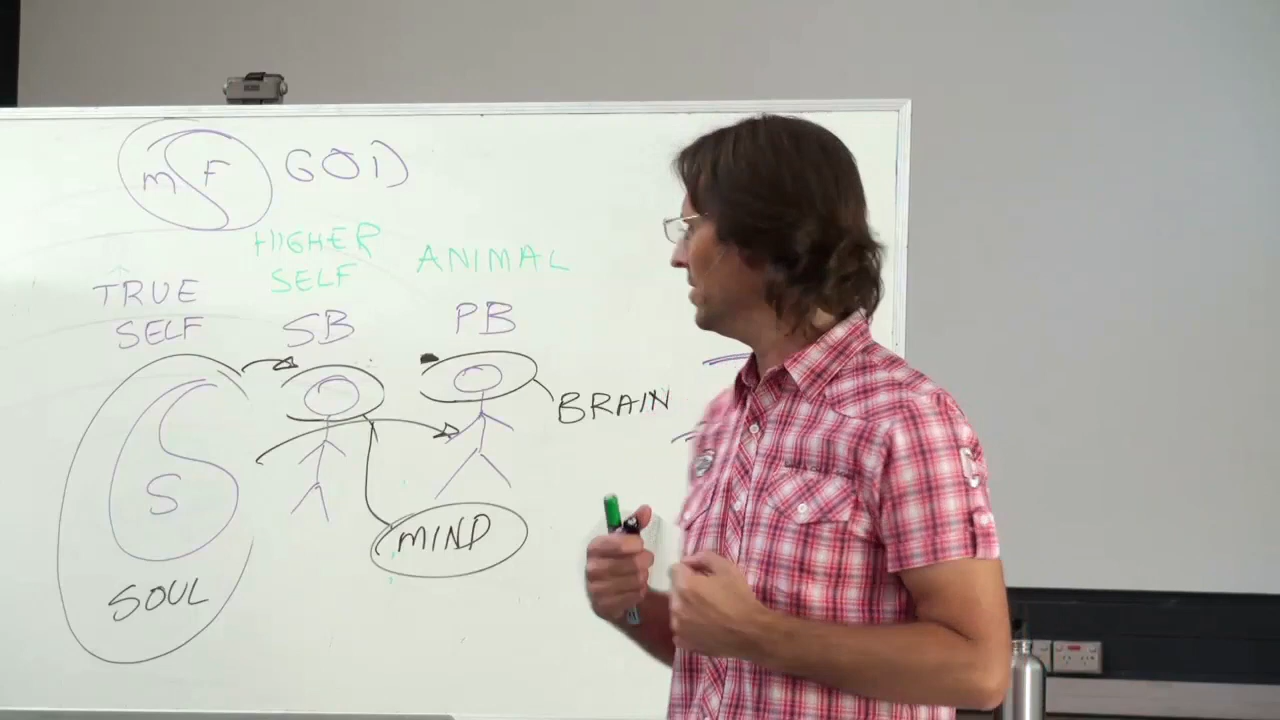 m F GOD
HIGHER
SELF
ANIMAL
TRUE
SELF
SB
PB
BRAIN
S
MIND
SOUL